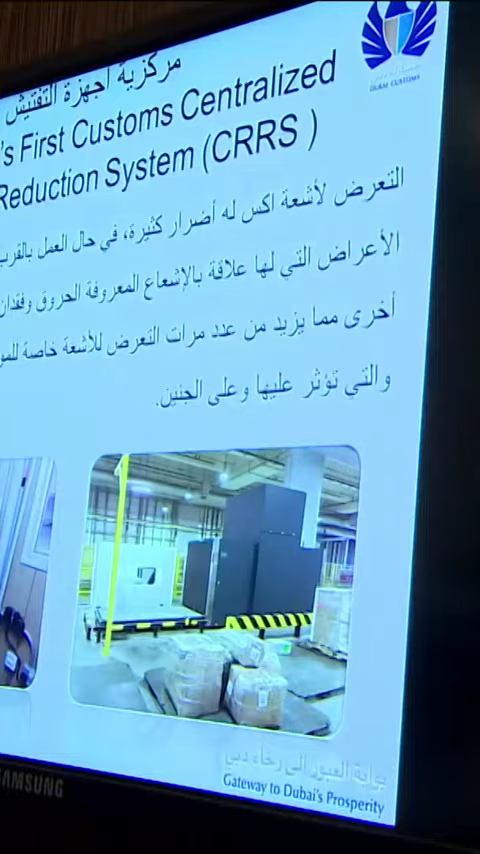 DUBAI CUSTOMS
مركزية أجهزة التفتيش
's First Customs Centralized
Reduction System (CRRS )
التعرض لأشعة اكس له أضرار كثيرة، في حال العمل بالقرب
الأعراض التي لها علاقة بالإشعاع المعروفة الحروق وفقدان
أخرى مما يزيد من عدد مرات التعرض للأشعة خاصة
والتي تؤثر عليها وعلى الجنين.
بوابة العبور الى رخاء دبي
Gateway to Dubai's Prosperity
SAMSUNG